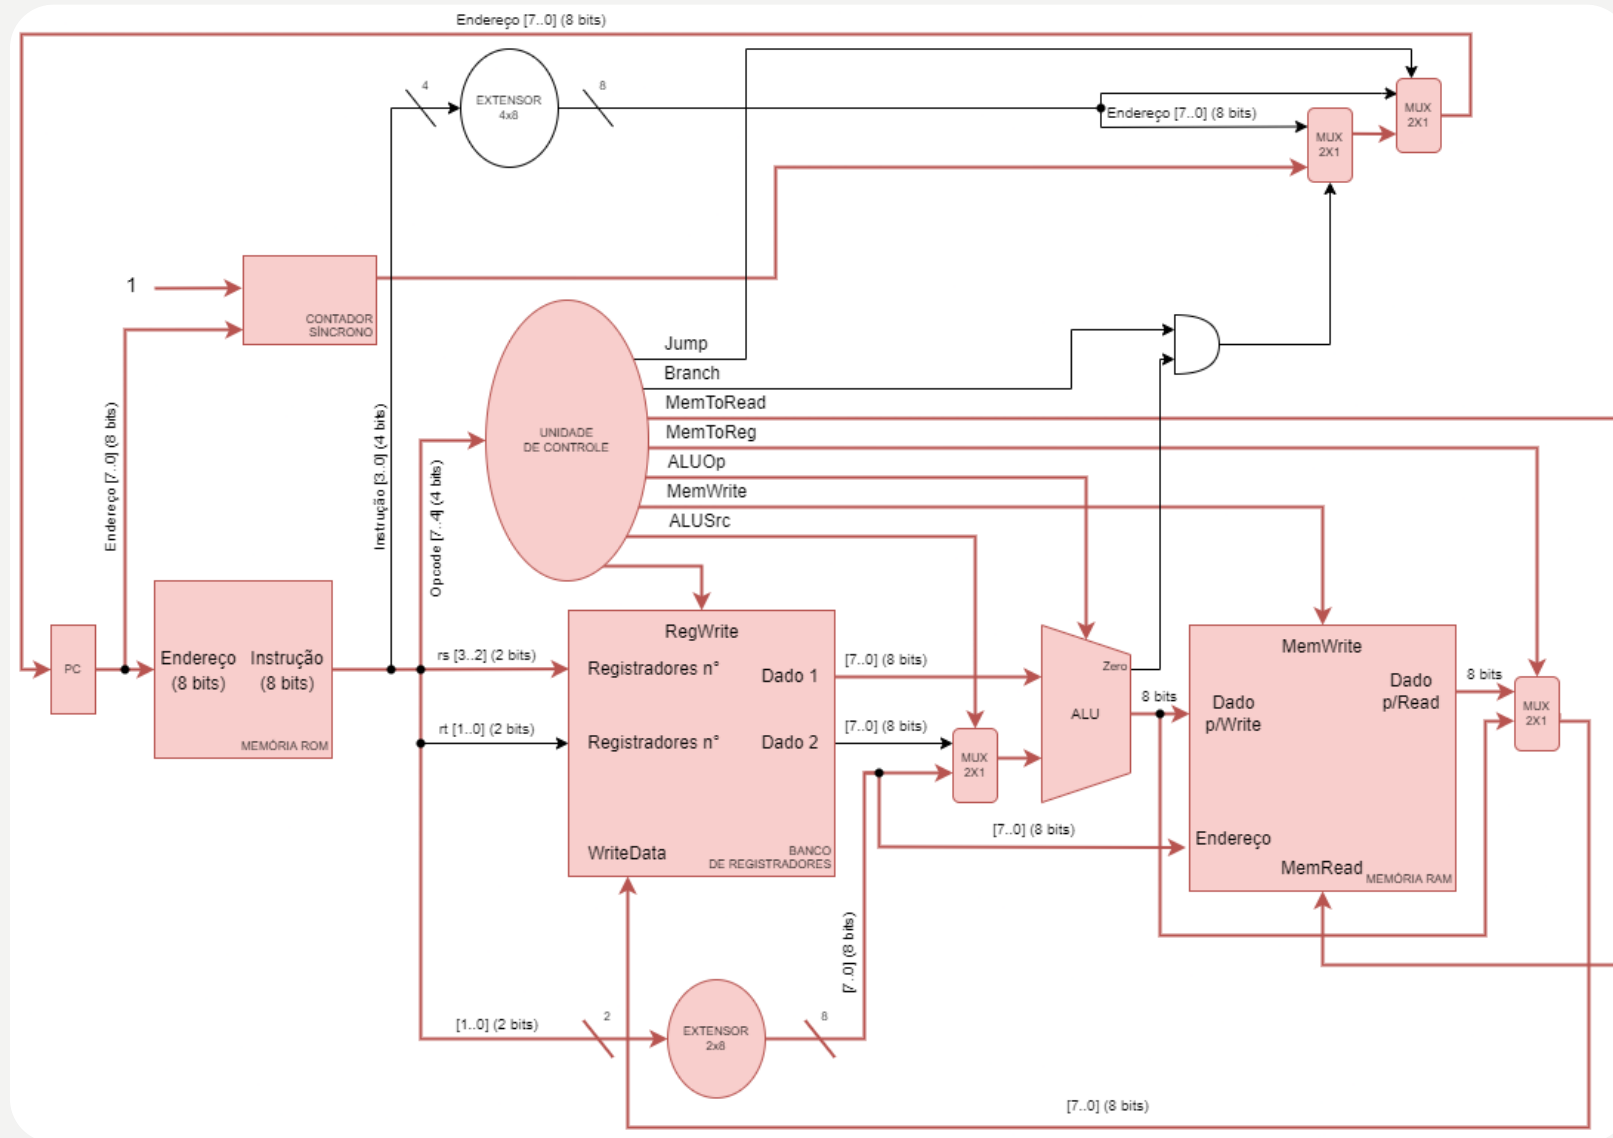 Endereço [7..0] (8 bits)
4
EXTENSOR
4x8
8
Endereço [7..0] (8 bits)
MUX
2X1
MUX
2X1
1
CONTADOR
SÍNCRONO
Endereço [7..0] (8 bits)
Instrução [3..0] (4 bits)
Opcode [7..4] (4 bits)
UNIDADE
DE CONTROLE
Jump
Branch
MemToRead
MemToReg
ALUOp
MemWrite
ALUSrc
PC
Endereço
(8 bits)
Instrução
(8 bits)
MEMÓRIA ROM
rs [3..2] (2 bits)
rt [1..0] (2 bits)
RegWrite
Registradores n°
Registradores n°
Dado 1
Dado 2
WriteData
BANCO
DE REGISTRADORES
[7..0] (8 bits)
[7..0] (8 bits)
MUX
2X1
Zero
ALU
8 bits
[7..0] (8 bits)
MemWrite
Dado
p/Write
Dado
p/Read
Endereço
MemRead
MEMÓRIA RAM
8 bits
MUX
2X1
[7..0] (8 bits)
[1..0] (2 bits)
2
EXTENSOR
2x8
8
[7..0] (8 bits)